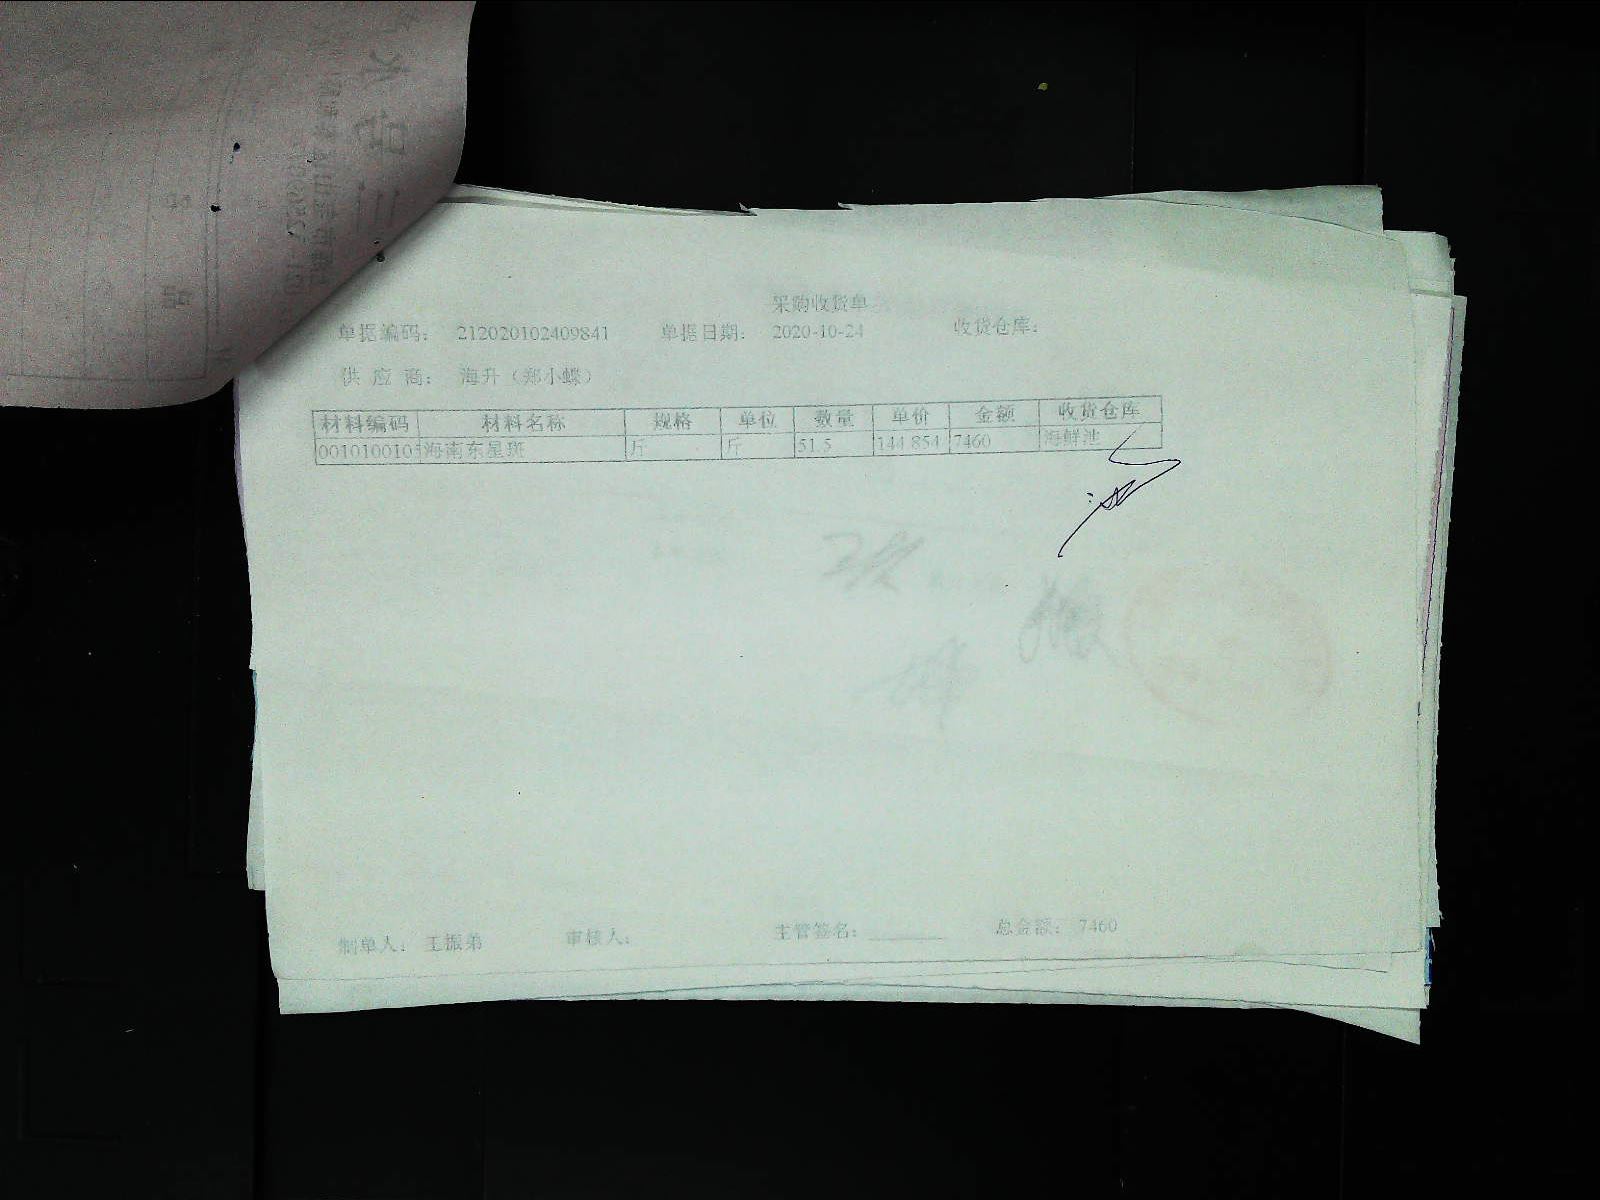 采购收货单
单据编码： 212020102409841 单据日期： 2020-10-24 收货仓库：
供 应 商： 海升（郑小蝶）
材料编码 材料名称 规格 单位 数量 单价 金额 收货仓库
001010010 海南东星斑 斤 斤 51.5 144.854 7460 海鲜池
制单人： 王振弟 审核人： 主管签名： 总金额： 7460